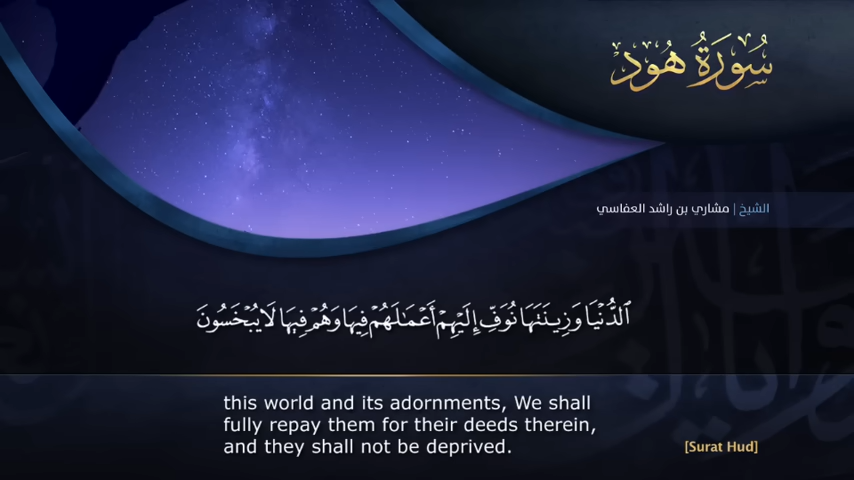 سُورَةُ هُود
الشيخ | مشاري بن راشد العفاسي
ٱلدُّنْيَا وَزِينَتَهَا نُوَفِّ إِلَيْهِمْ أَعْمَـٰلَهُمْ فِيهَا وَهُمْ فِيهَا لَا يُبْخَسُونَ
this world and its adornments, We shall
fully repay them for their deeds therein,
and they shall not be deprived.
[Surat Hud]